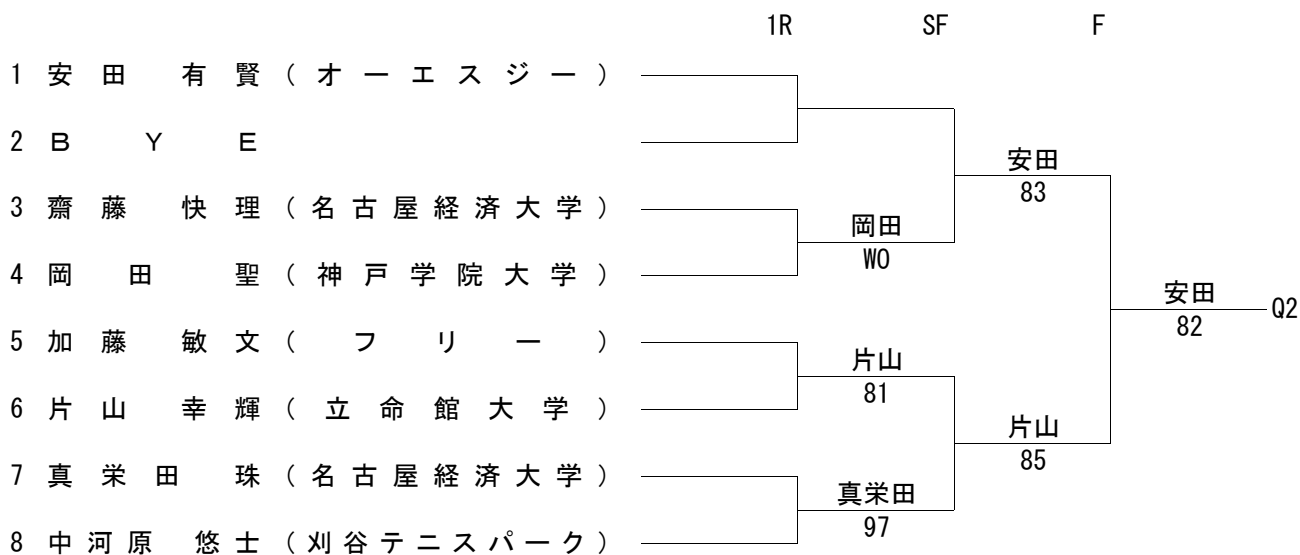 1R SF F
1 安田 有賢 (オーエスジー)
2 BYE
安田
83
3 齋藤 快理 (名古屋経済大学)
岡田
WO
4 岡田 聖 (神戸学院大学)
安田
82
Q2
5 加藤 敏文 (フリー)
片山
81
6 片山 幸輝 (立命館大学)
片山
85
7 真栄田 珠 (名古屋経済大学)
真栄田
97
8 中河原 悠士 (刈谷テニスパーク)